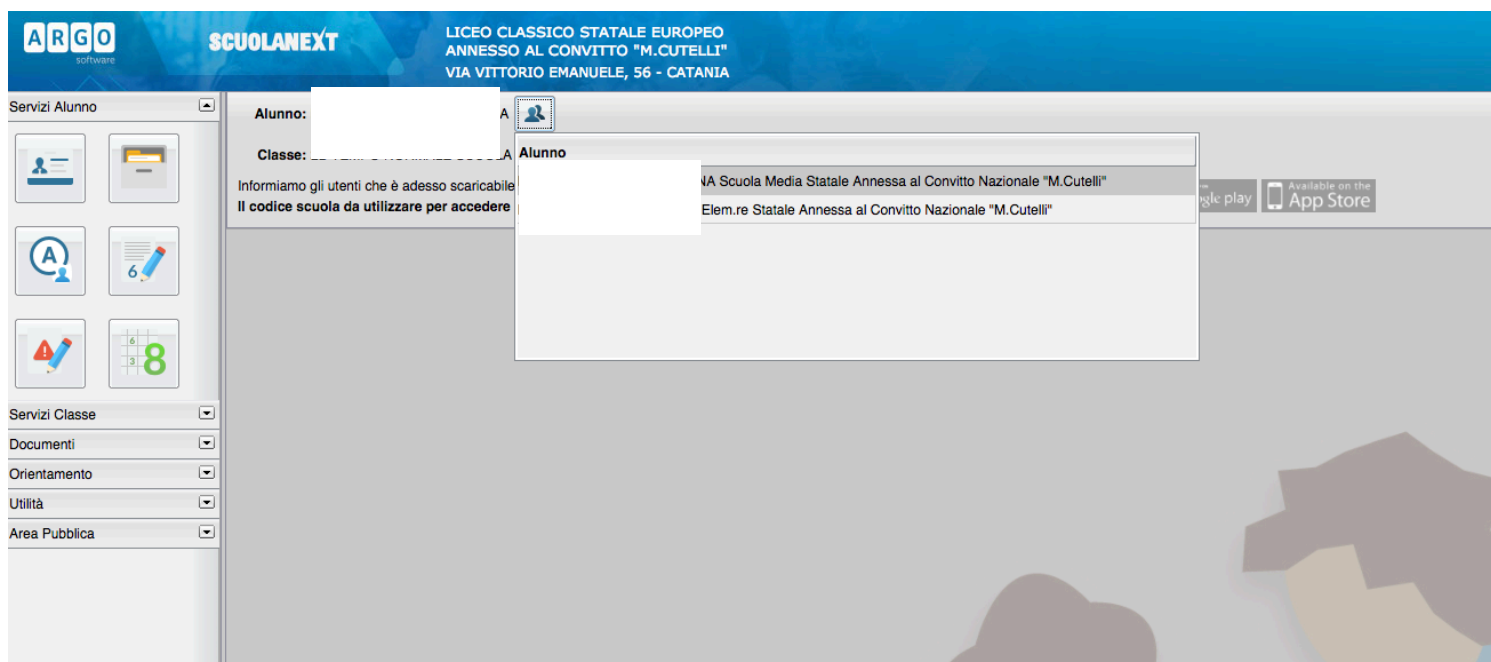 ARGO
software
SCUOLANEXT
LICEO CLASSICO STATALE EUROPEO
ANNESSO AL CONVITTO "M.CUTELLI"
VIA VITTORIO EMANUELE, 56 - CATANIA
Servizi Alunno
Alunno: A
Classe: A
Informiamo gli utenti che è adesso scaricabile
Il codice scuola da utilizzare per accedere
Alunno
NA Scuola Media Statale Annessa al Convitto Nazionale "M.Cutelli"
Elem.re Statale Annessa al Convitto Nazionale "M.Cutelli"
play
Available on the
App Store
A
6
6
3
8
Servizi Classe
Documenti
Orientamento
Utilità
Area Pubblica